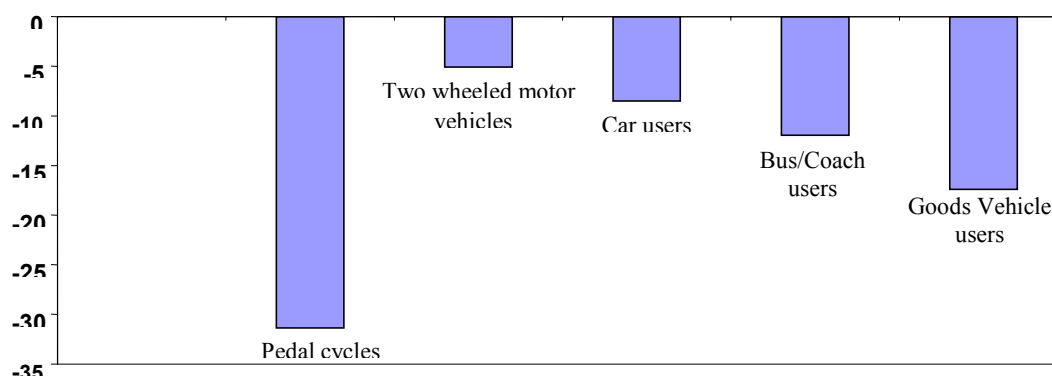 0
-5
-10
-15
-20
-25
-30
-35
Two wheeled motor
vehicles
Car users
Bus/Coach
users
Goods Vehicle
users
Pedal cycles